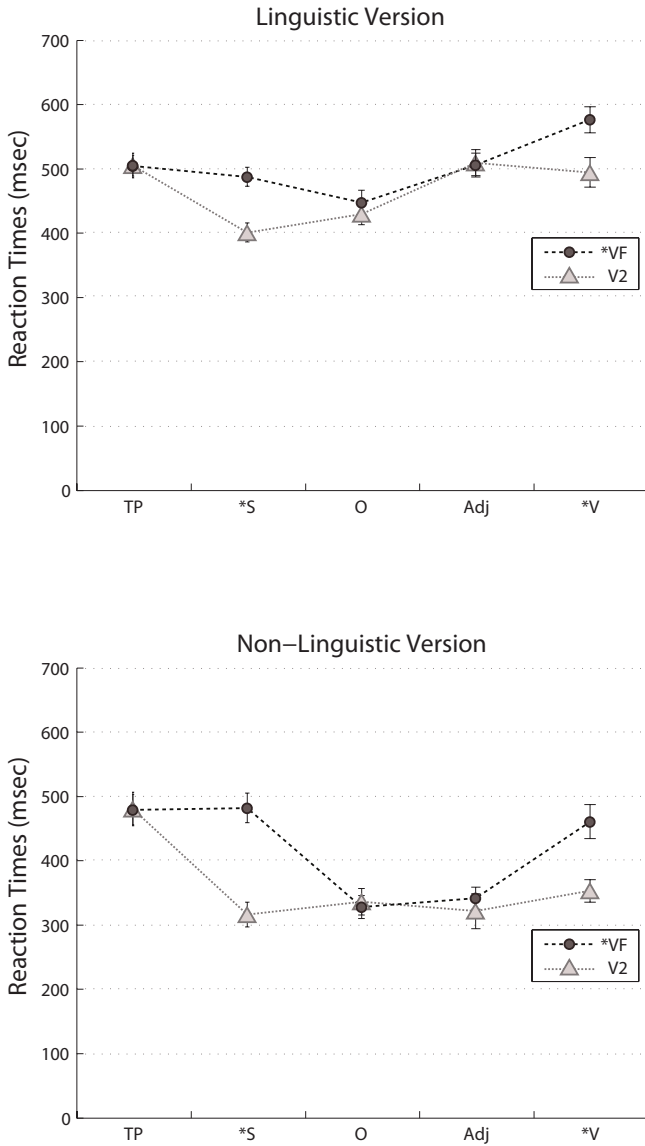 Linguistic Version
Reaction Times (msec)
700
600
500
400
300
200
100
0
*VF
V2
TP *S O Adj *V
Non−Linguistic Version
Reaction Times (msec)
700
600
500
400
300
200
100
0
*VF
V2
TP *S O Adj *V